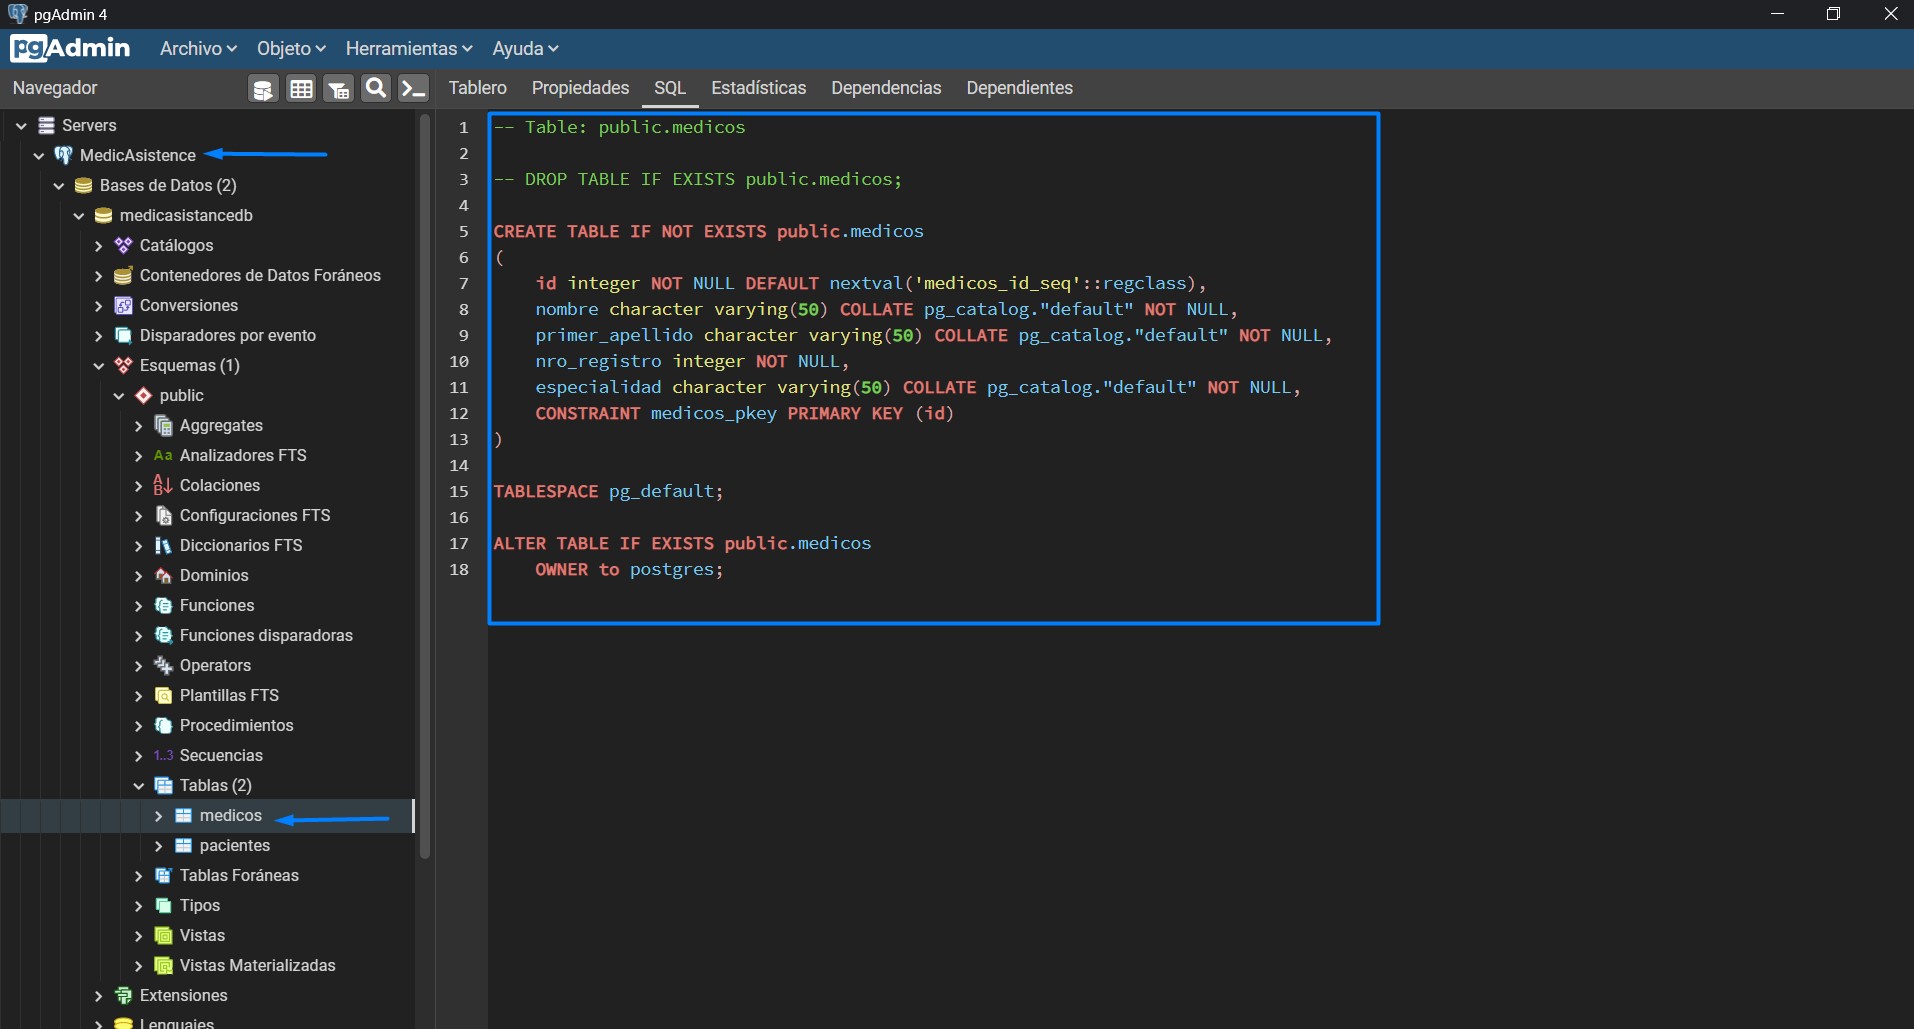 pgAdmin 4
pgAdmin Archivo Objeto Herramientas Ayuda
Navegador
Tablero Propiedades SQL Estadísticas Dependencias Dependientes
Servers
MedicAsistence
Bases de Datos (2)
medicasistancedb
Catálogos
Contenedores de Datos Foráneos
Conversiones
Disparadores por evento
Esquemas (1)
public
Aggregates
Aa Analizadores FTS
Colaciones
Configuraciones FTS
Diccionarios FTS
Dominios
Funciones
Funciones disparadoras
Operators
Plantillas FTS
Procedimientos
1..3 Secuencias
Tablas (2)
medicos
pacientes
Tablas Foráneas
Tipos
Vistas
Vistas Materializadas
Extensiones
Lenguajes
1 -- Table: public.medicos
2
3 -- DROP TABLE IF EXISTS public.medicos;
4
5 CREATE TABLE IF NOT EXISTS public.medicos
6 (
7     id integer NOT NULL DEFAULT nextval('medicos_id_seq'::regclass),
8     nombre character varying(50) COLLATE pg_catalog."default" NOT NULL,
9     primer_apellido character varying(50) COLLATE pg_catalog."default" NOT NULL,
10     nro_registro integer NOT NULL,
11     especialidad character varying(50) COLLATE pg_catalog."default" NOT NULL,
12     CONSTRAINT medicos_pkey PRIMARY KEY (id)
13 )
14
15 TABLESPACE pg_default;
16
17 ALTER TABLE IF EXISTS public.medicos
18     OWNER to postgres;